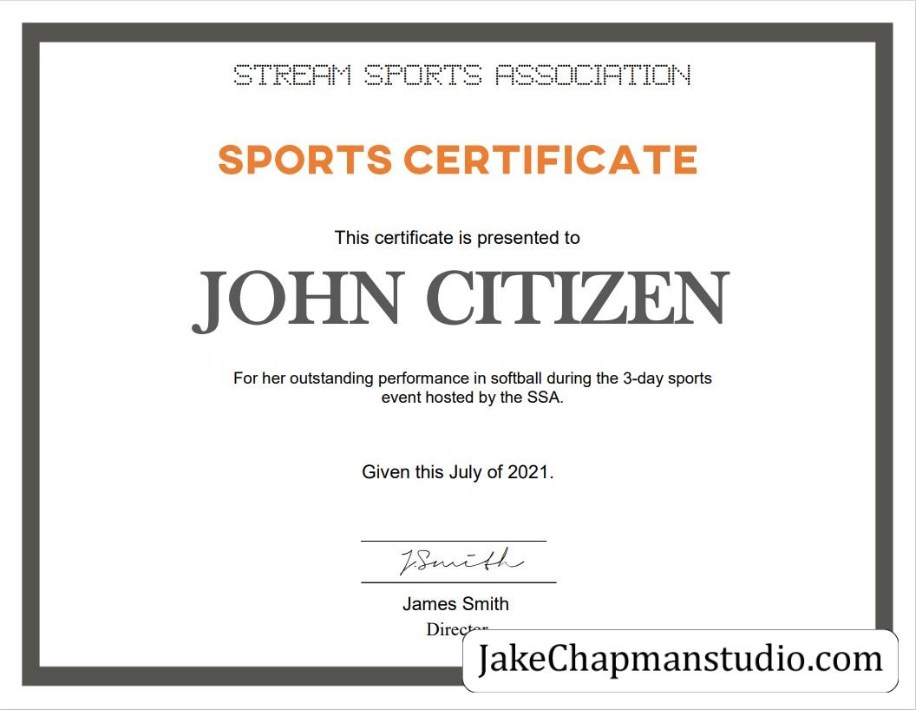 STREAM SPORTS ASSOCIATION
SPORTS CERTIFICATE
This certificate is presented to
JOHN CITIZEN
For her outstanding performance in softball during the 3-day sports
event hosted by the SSA.
Given this July of 2021.
J.Smith
James Smith
Director
JakeChapmanstudio.com